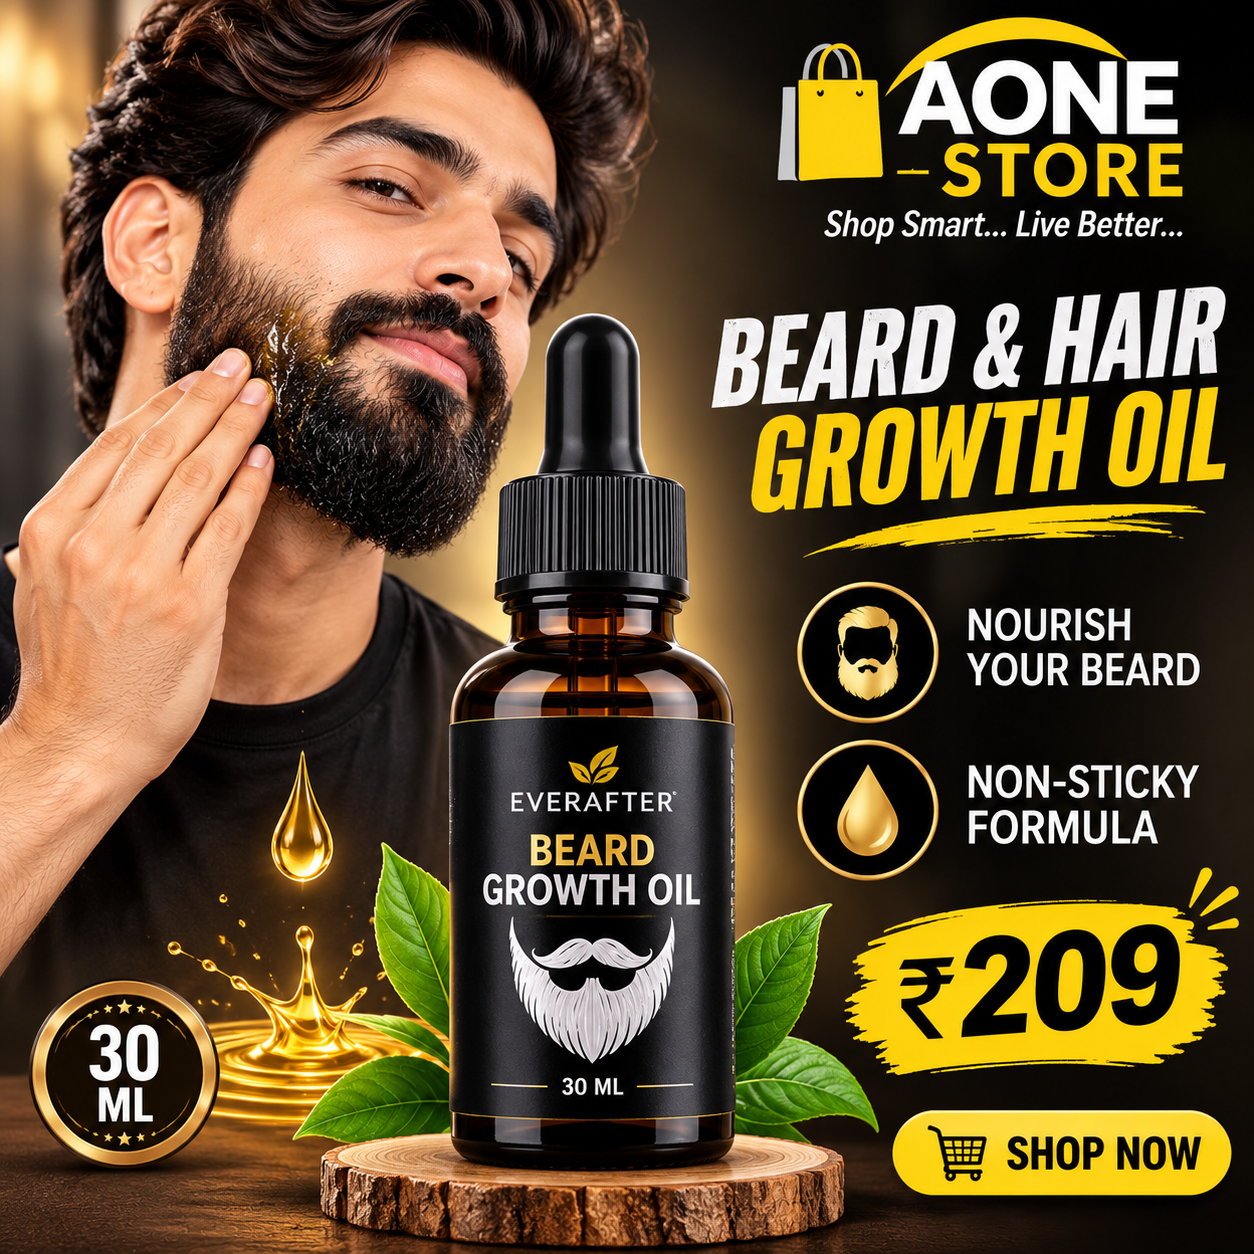 AONE
STORE
Shop Smart... Live Better...
BEARD & HAIR
GROWTH OIL
NOURISH
YOUR BEARD
NON-STICKY
FORMULA
₹209
SHOP NOW
EVERAFTER
BEARD
GROWTH OIL
30 ML
30
ML